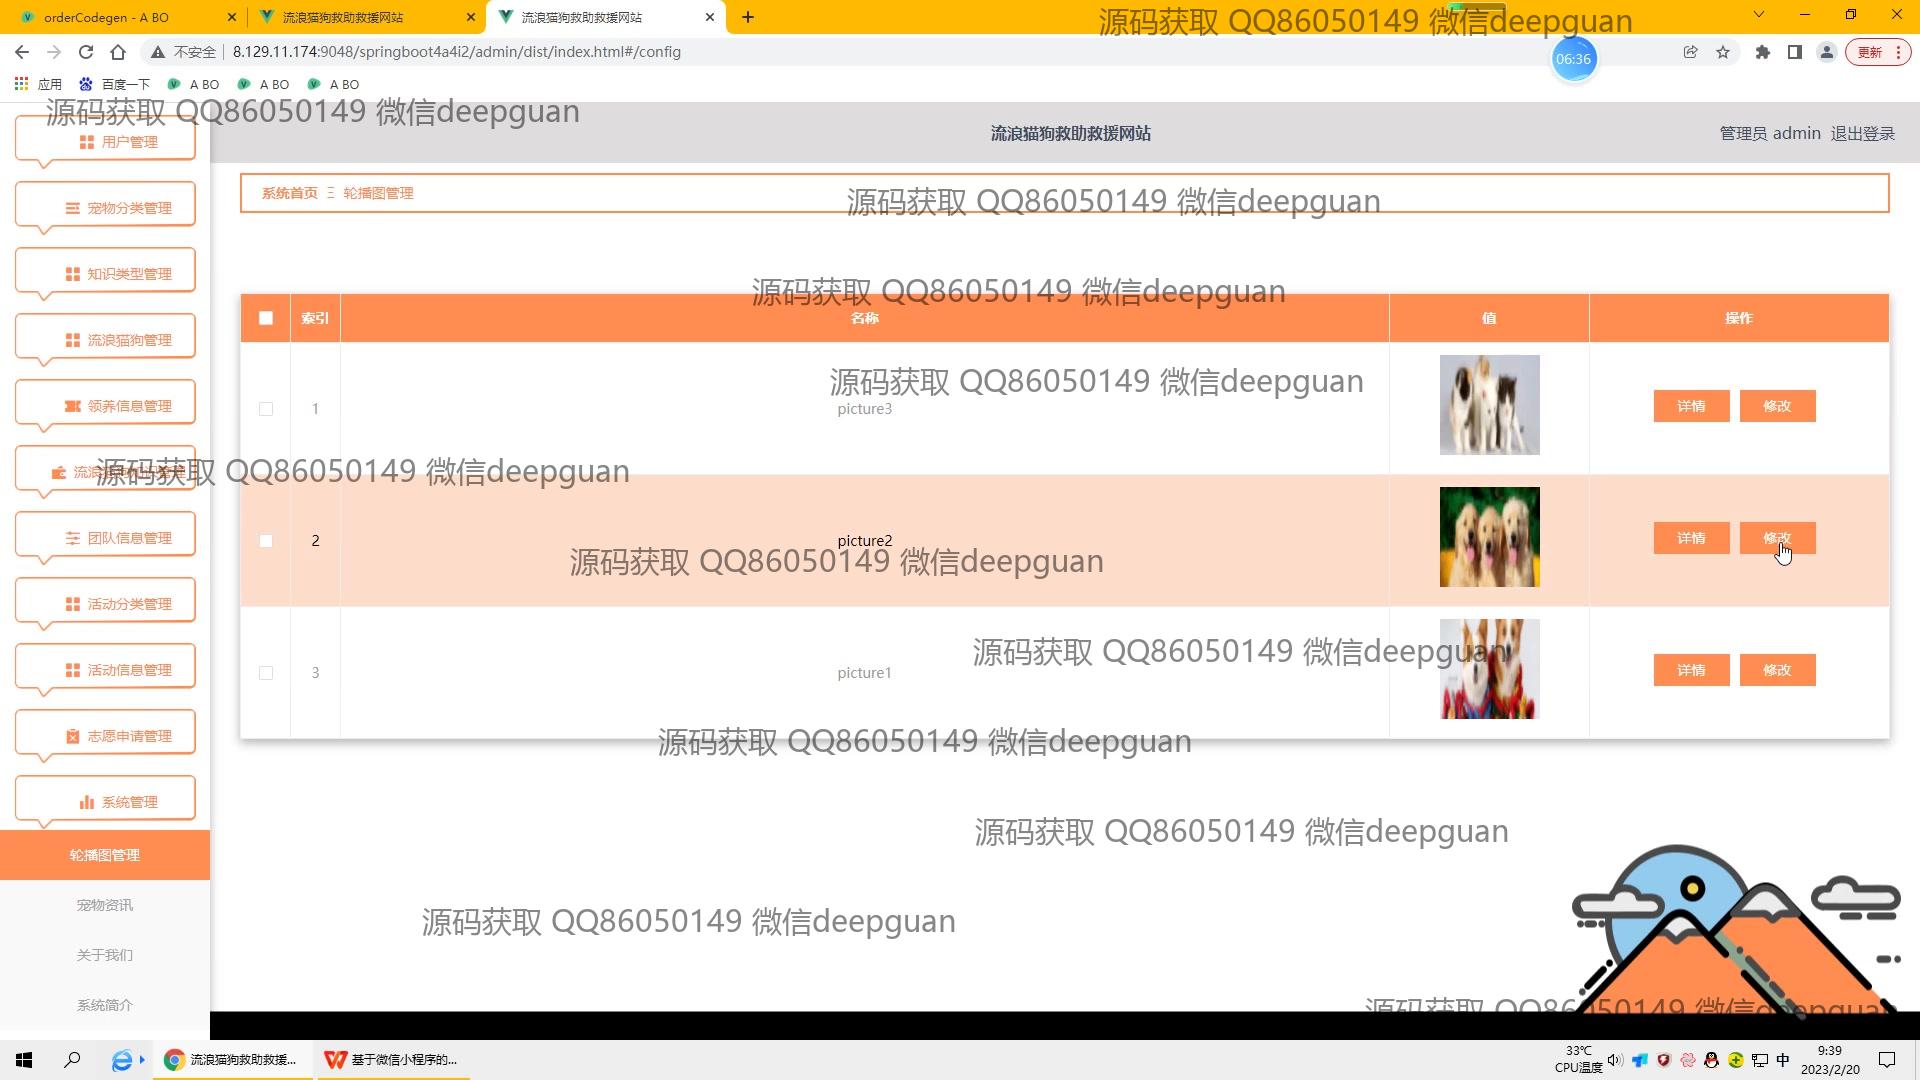 orderCodegen - A BO
流浪猫狗救助救援网站
流浪猫狗救助救援网站
源码获取 QQ86050149 微信deepguan
不安全
8.129.11.174:9048/springboot4a4i2/admin/dist/index.html#/config
06:36
更新
应用
百度一下
A BO
A BO
A BO
源码获取 QQ86050149 微信deepguan
流浪猫狗救助救援网站
管理员 admin
退出登录
用户管理
宠物分类管理
知识类型管理
流浪猫狗管理
领养信息管理
团队信息管理
活动分类管理
活动信息管理
志愿申请管理
系统管理
轮播图管理
宠物资讯
关于我们
系统简介
系统首页 Ξ 轮播图管理
源码获取 QQ86050149 微信deepguan
源码获取 QQ86050149 微信deepguan
索引 名称 值 操作
源码获取 QQ86050149 微信deepguan
1 picture3 详情 修改
源码获取 QQ86050149 微信deepguan
2 picture2 详情 修改
源码获取 QQ86050149 微信deepguan
源码获取 QQ86050149 微信deepguan
3 picture1 详情 修改
源码获取 QQ86050149 微信deepguan
源码获取 QQ86050149 微信deepguan
源码获取 QQ86050149 微信deepguan
源码获取 QQ86050149 微信deepguan
流浪猫狗救助救援...
基于微信小程序的...
33℃
CPU温度
中
9:39
2023/2/20